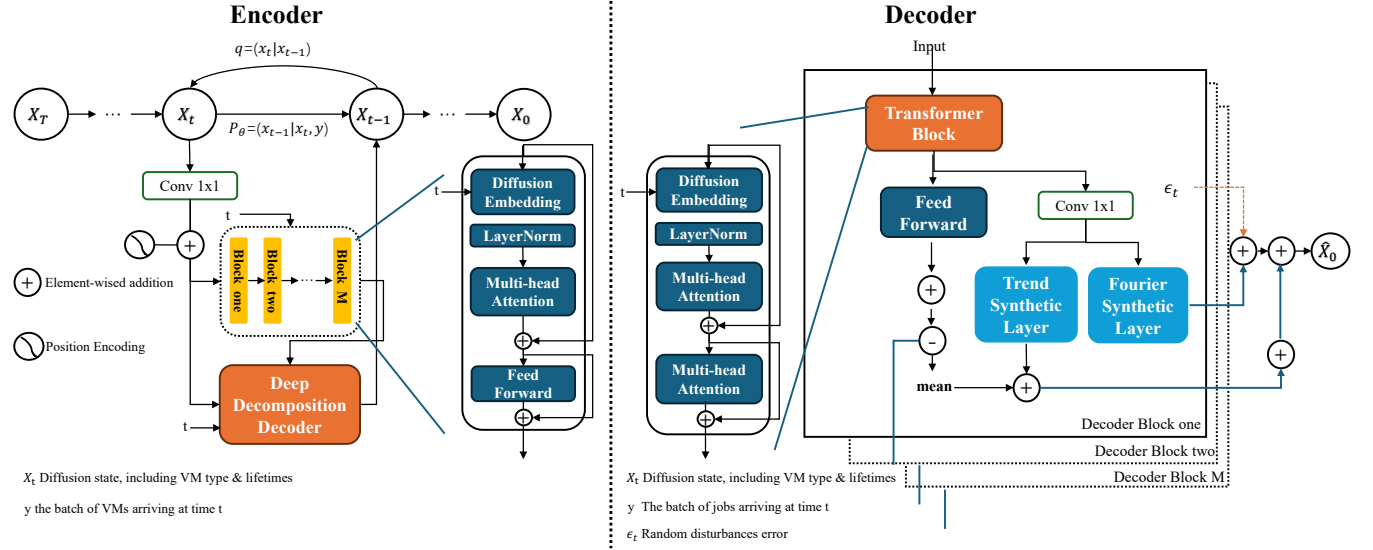 Encoder
q=(x_t|x_{t-1})
X_T
...
X_t
X_{t-1}
...
X_0
P_θ=(x_{t-1}|x_t, y)
Conv 1x1
t
Block one
Block two
......
Block M
+
+ Element-wised addition
Position Encoding
Deep
Decomposition
Decoder
t
t
Diffusion
Embedding
LayerNorm
Multi-head
Attention
+
Feed
Forward
+
X_t Diffusion state, including VM type & lifetimes
y the batch of VMs arriving at time t
Decoder
Input
Transformer
Block
t
Diffusion
Embedding
LayerNorm
Multi-head
Attention
+
Multi-head
Attention
+
Feed
Forward
+
-
mean
+
Conv 1x1
Trend
Synthetic
Layer
Fourier
Synthetic
Layer
ϵ_t
+
+
X̂_0
+
Decoder Block one
Decoder Block two
Decoder Block M
X_t Diffusion state, including VM type & lifetimes
y The batch of jobs arriving at time t
ϵ_t Random disturbances error